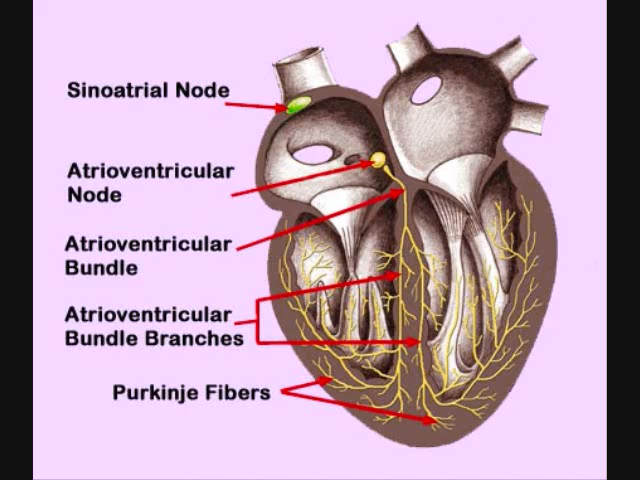 Sinoatrial Node
Atrioventricular
Node
Atrioventricular
Bundle
Atrioventricular
Bundle Branches
Purkinje Fibers